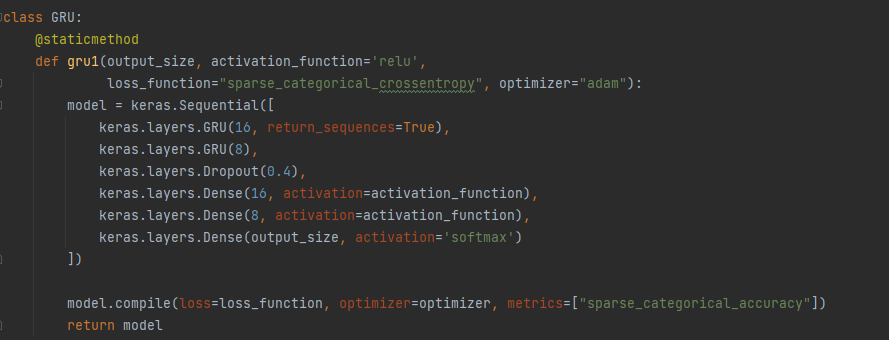 class GRU:
    @staticmethod
    def gru1(output_size, activation_function='relu',
             loss_function="sparse_categorical_crossentropy", optimizer="adam"):
        model = keras.Sequential([
            keras.layers.GRU(16, return_sequences=True),
            keras.layers.GRU(8),
            keras.layers.Dropout(0.4),
            keras.layers.Dense(16, activation=activation_function),
            keras.layers.Dense(8, activation=activation_function),
            keras.layers.Dense(output_size, activation='softmax')
        ])
        model.compile(loss=loss_function, optimizer=optimizer, metrics=["sparse_categorical_accuracy"])
        return model